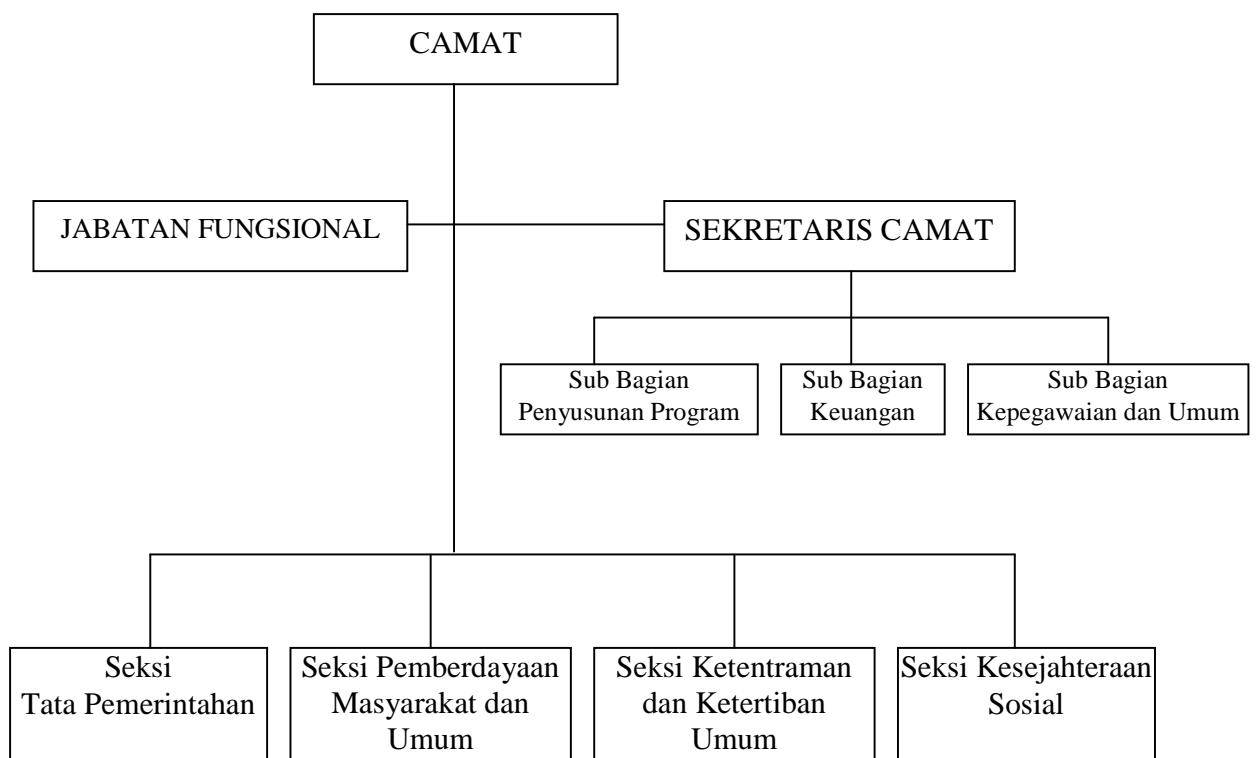 CAMAT
JABATAN FUNGSIONAL
SEKRETARIS CAMAT
Sub Bagian
Penyusunan Program
Sub Bagian
Keuangan
Sub Bagian
Kepegawaian dan Umum
Seksi
Tata Pemerintahan
Seksi Pemberdayaan
Masyarakat dan
Umum
Seksi Ketentraman
dan Ketertiban
Umum
Seksi Kesejahteraan
Sosial